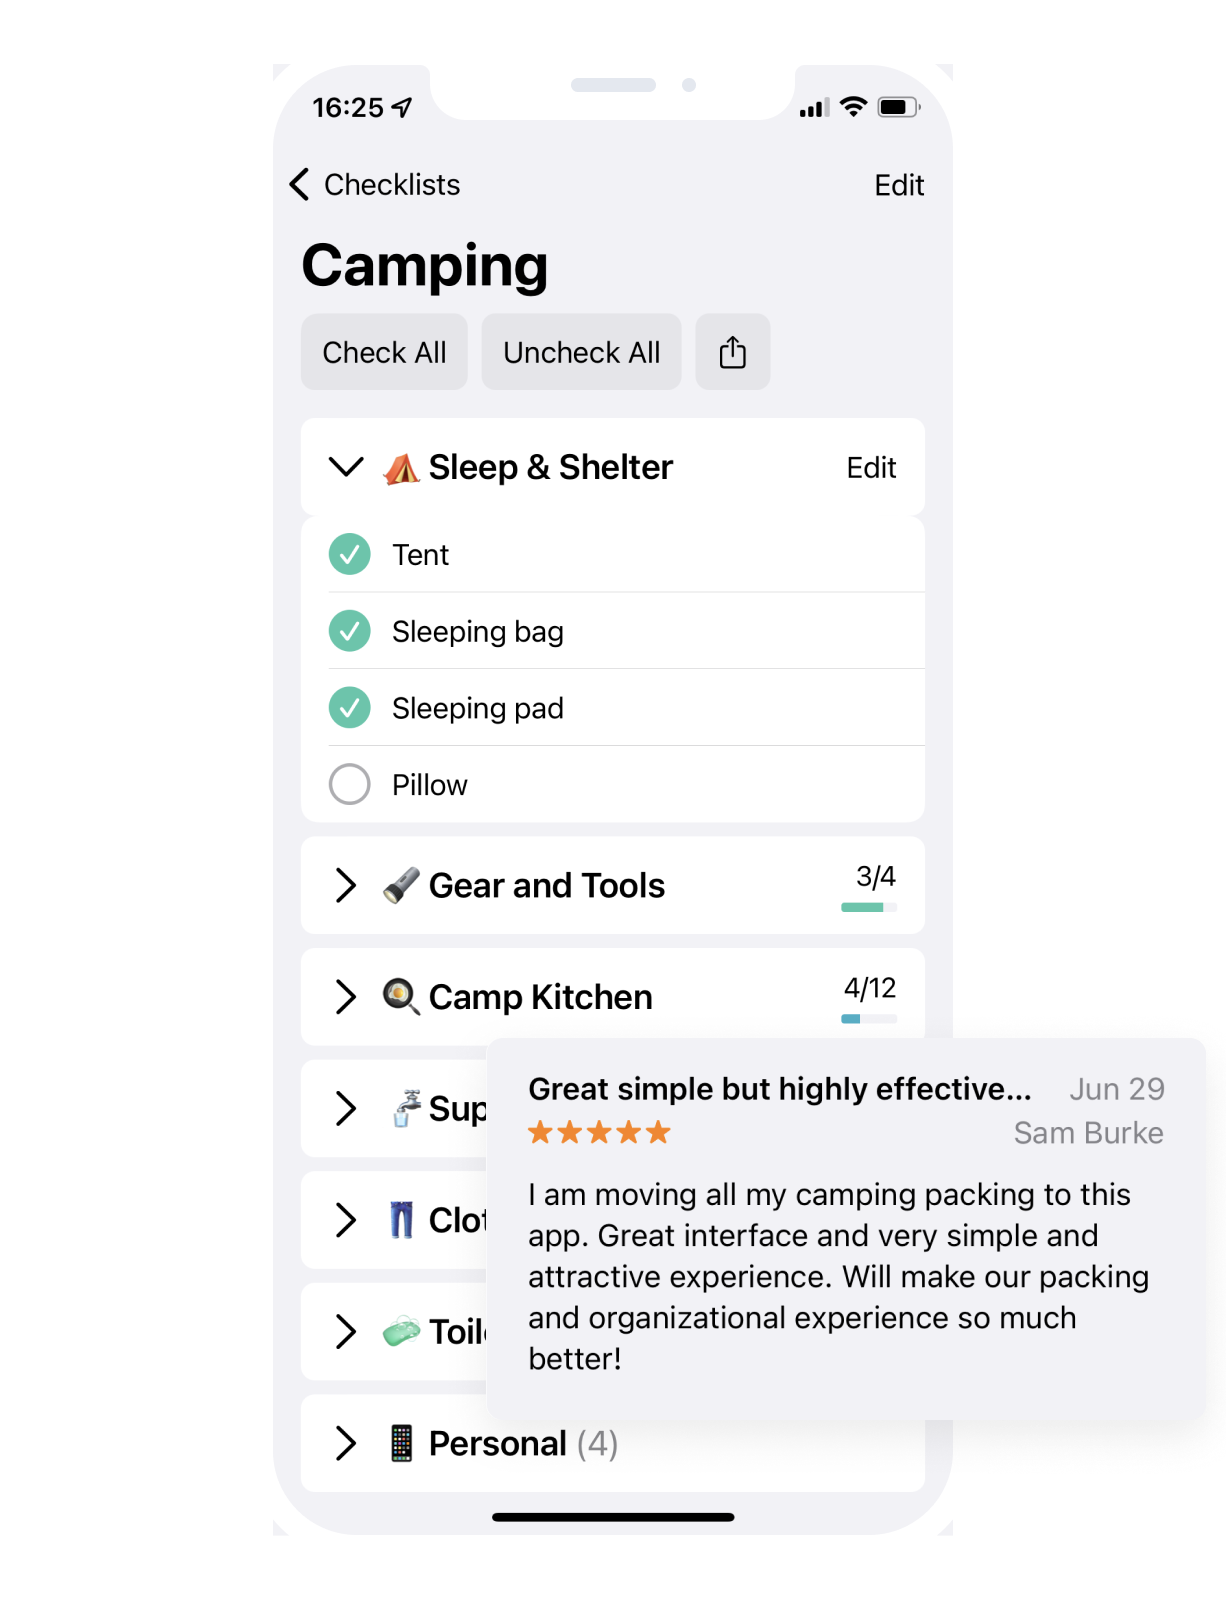 16:25
Checklists
Edit
Camping
Check All
Uncheck All
Sleep & Shelter
Edit
Tent
Sleeping bag
Sleeping pad
Pillow
Gear and Tools
3/4
Camp Kitchen
4/12
Great simple but highly effective...
Jun 29
Sam Burke
I am moving all my camping packing to this
app. Great interface and very simple and
attractive experience. Will make our packing
and organizational experience so much
better!
Personal (4)